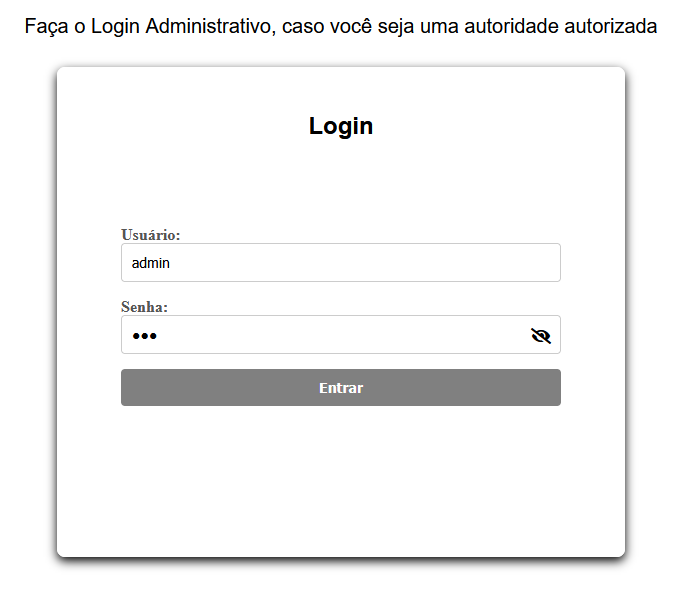 Faça o Login Administrativo, caso você seja uma autoridade autorizada
Login
Usuário:
admin
Senha:
•••
Entrar